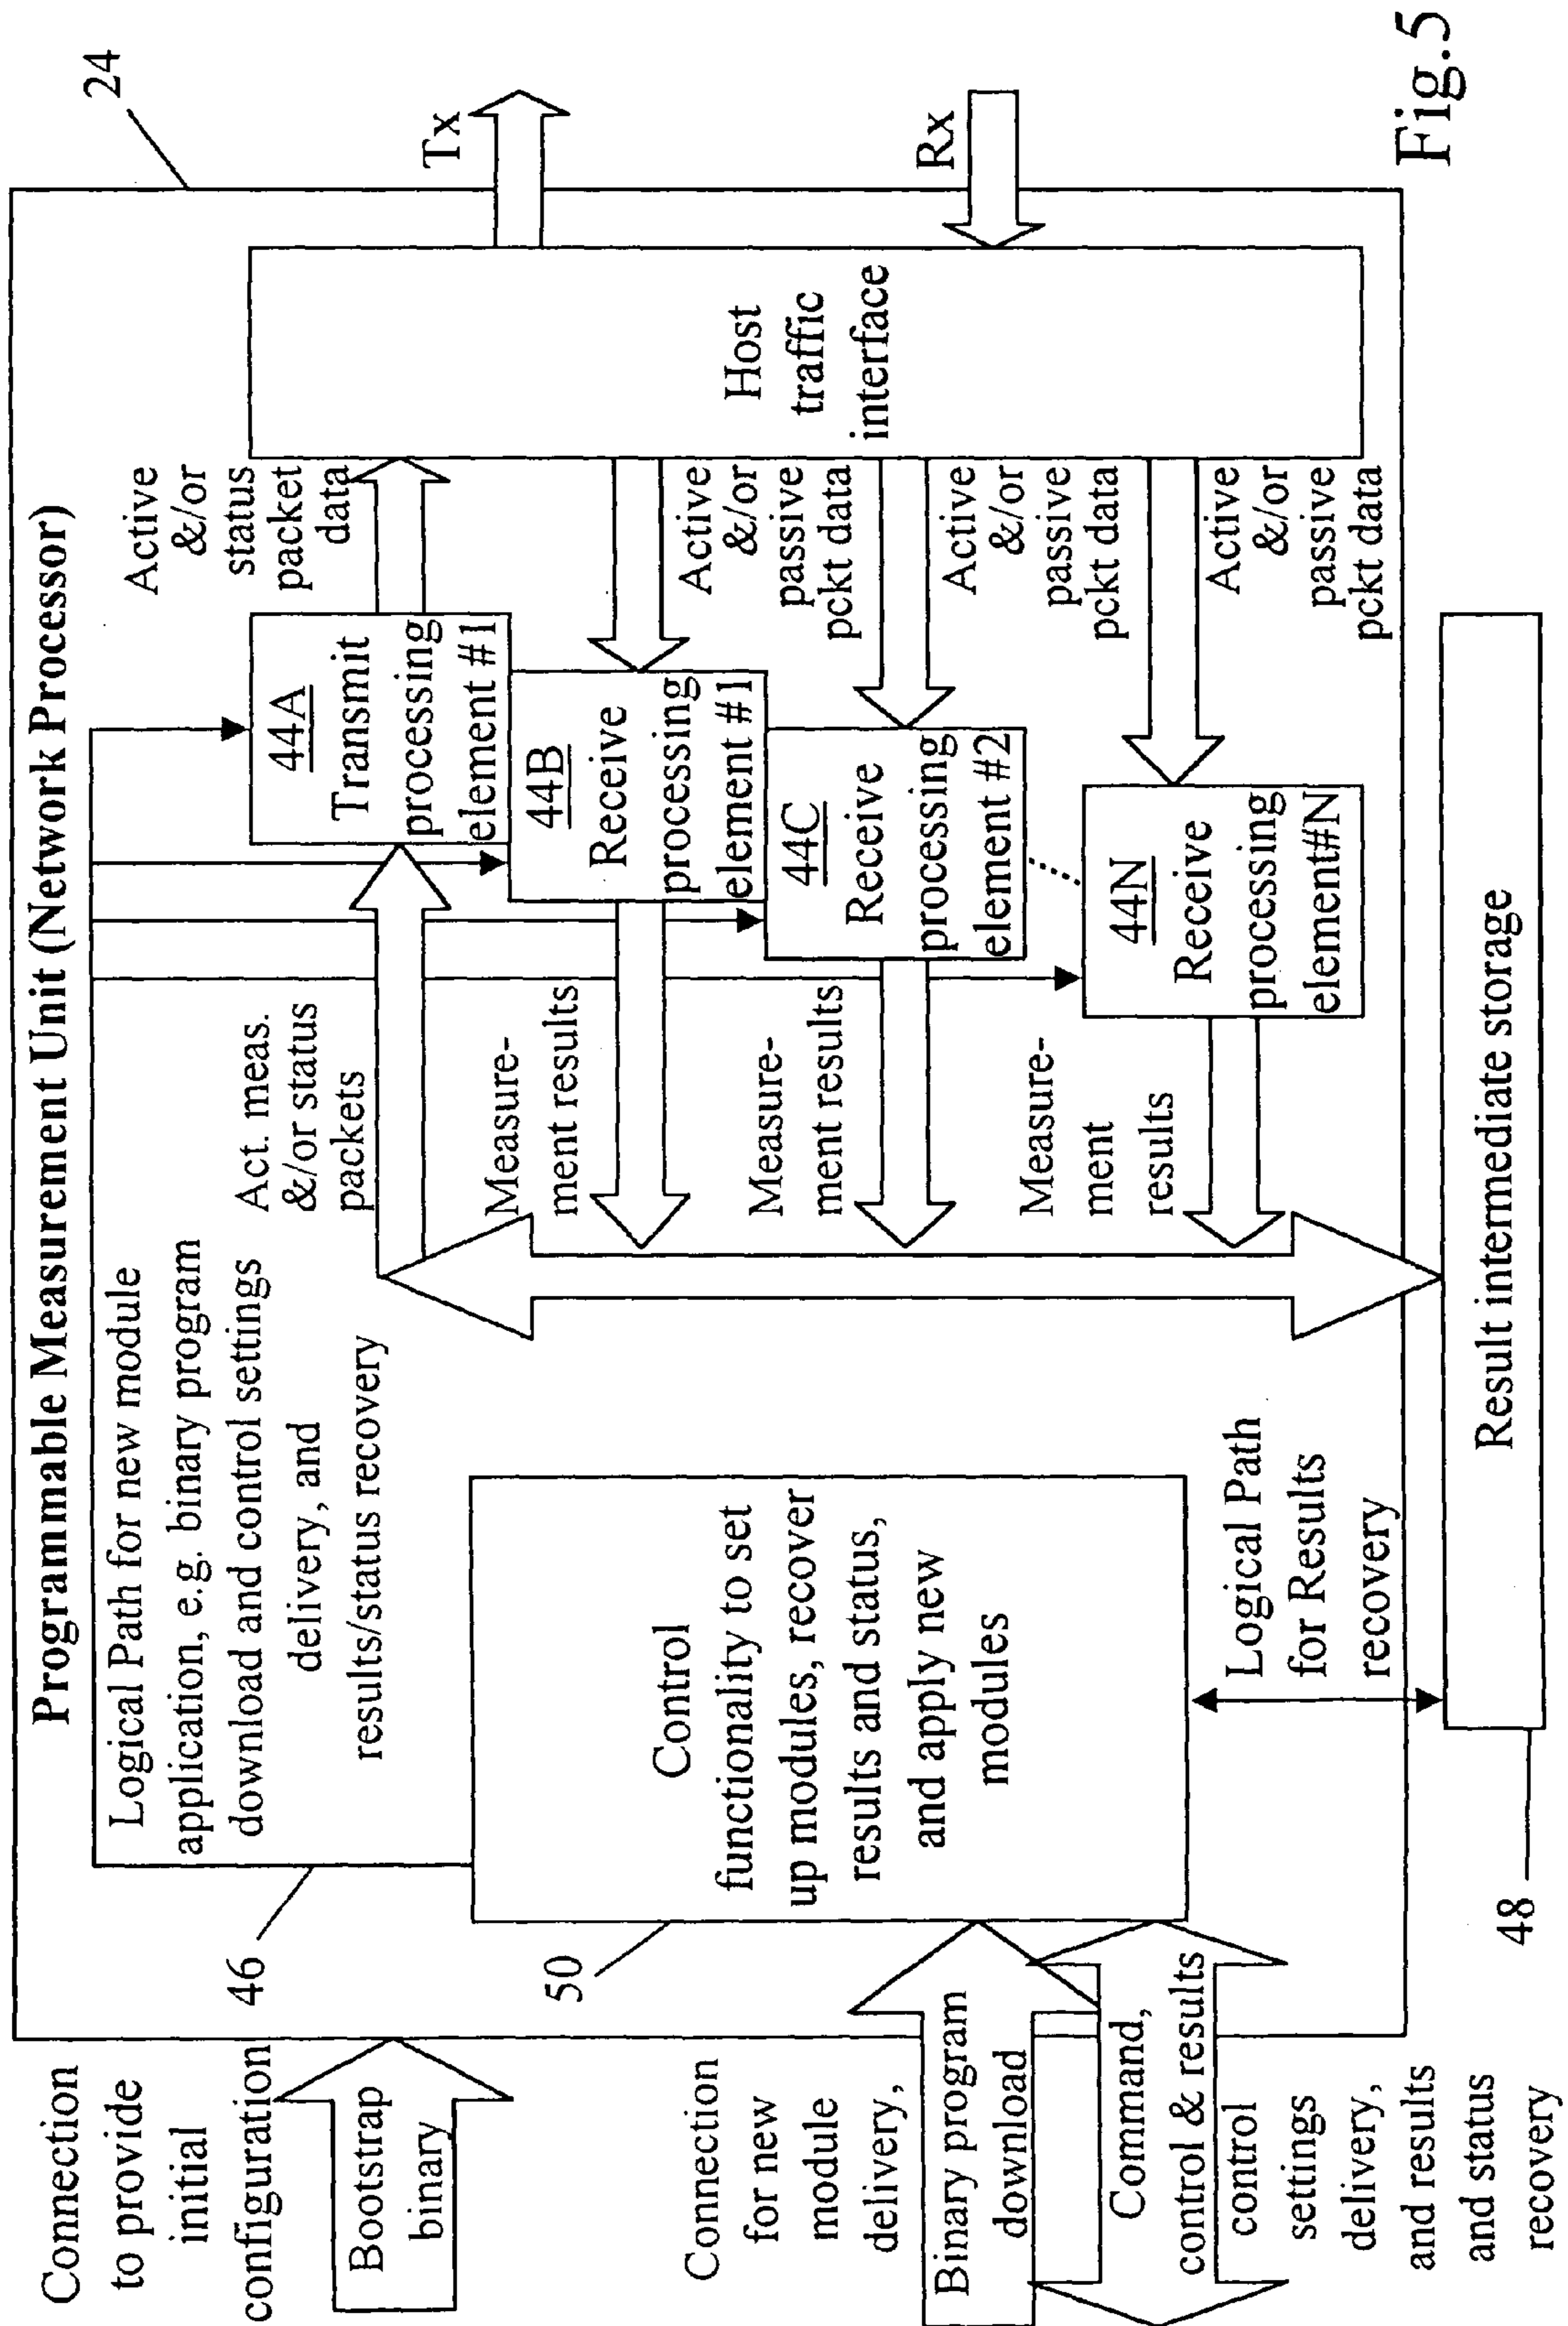 Programmable Measurement Unit (Network Processor)
24
Connection
to provide
initial
configuration
Bootstrap
binary
46
Logical Path for new module
application, e.g. binary program
download and control settings
delivery, and
results/status recovery
Act. meas.
&/or status
packets
44A
Transmit
processing
element #1
Active
&/or
status
packet
data
Tx
Host
traffic
interface
Rx
50
Control
functionality to set
up modules, recover
results and status,
and apply new
modules
Measure-
ment results
44B
Receive
processing
element #1
Active
&/or
passive
pckt data
Measure-
ment results
44C
Receive
processing
element #2
Active
&/or
passive
pckt data
Measure-
ment
results
44N
Receive
processing
element#N
Active
&/or
passive
pckt data
Connection
for new
module
delivery,
Binary program
download
Command,
control & results
control
settings
delivery,
and results
and status
recovery
Logical Path
for Results
recovery
48
Result intermediate storage
Fig.5